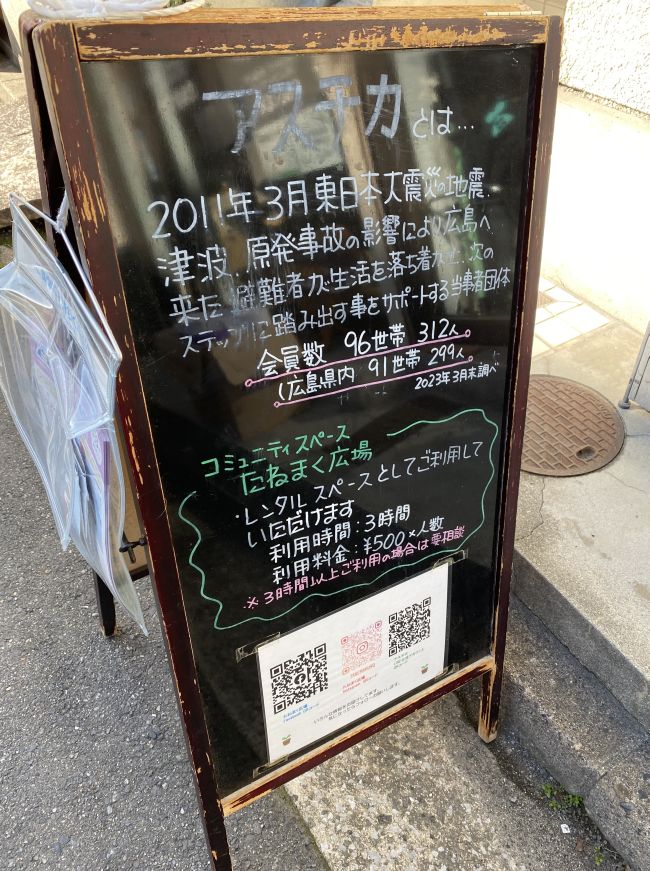 アスチカとは…
2011年3月東日本大震災の地震、
津波、原発事故の影響により広島へ
来た避難者が生活を落ち着かせ、次の
ステップに踏み出す事をサポートする当事者団体
会員数 96世帯 312人。
(広島県内 91世帯 299人。
2023年3月末調べ
コミュニティスペース
たねまく広場
・レンタルスペースとしてご利用して
いただけます
利用時間：3時間
利用料金：¥500×人数
※3時間以上ご利用の場合は要相談